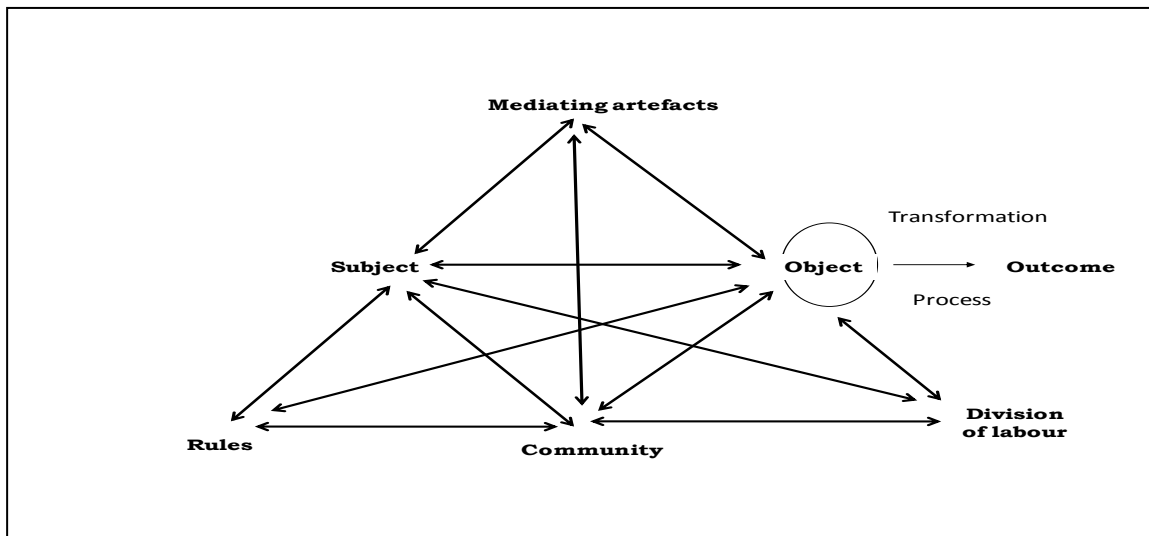 Mediating artefacts
Transformation
Subject
Object
Outcome
Process
Division
of labour
Rules
Community